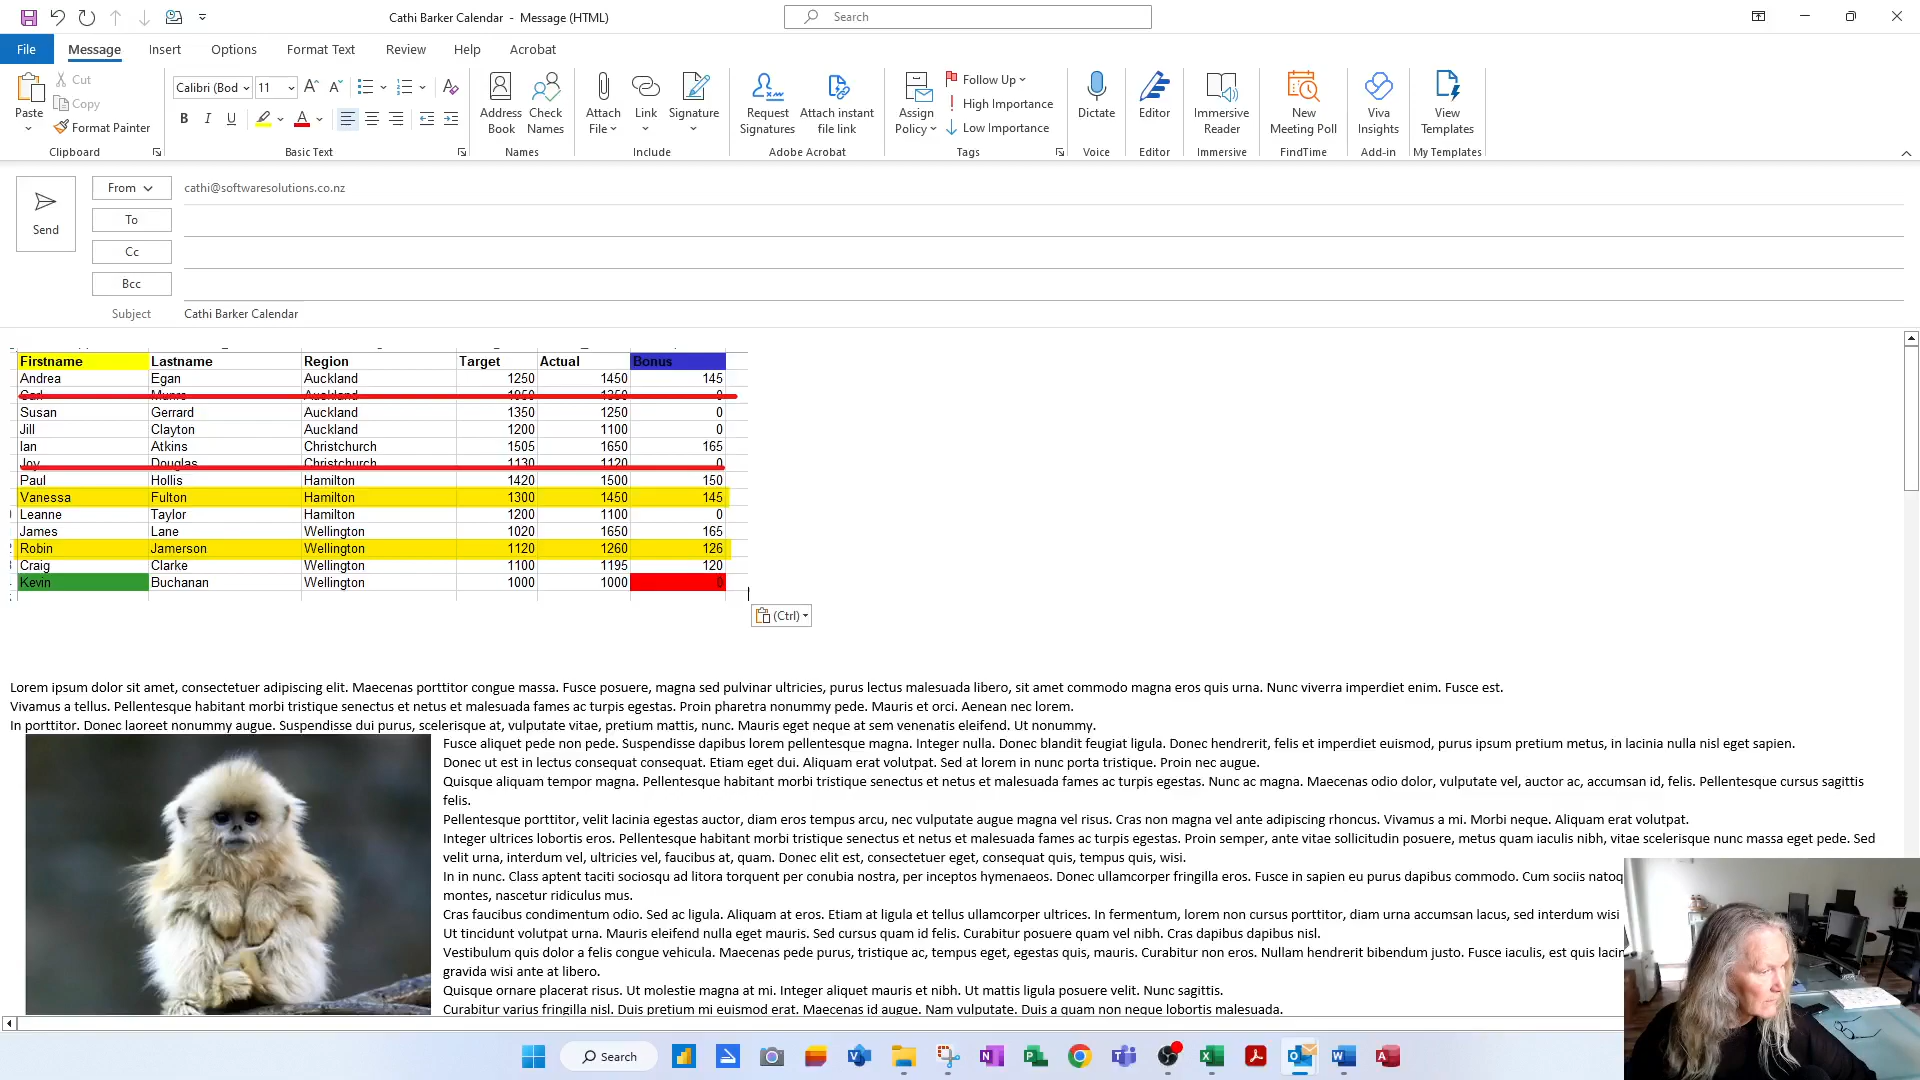 Cathi Barker Calendar - Message (HTML)
Search
File Message Insert Options Format Text Review Help Acrobat
Paste
Cut
Copy
Format Painter
Clipboard
Calibri (Bod 11
B I U A
Basic Text
Address Book
Check Names
Names
Attach File
Link
Signature
Include
Request Signatures
Attach instant file link
Adobe Acrobat
Assign Policy
Follow Up
High Importance
Low Importance
Tags
Dictate
Voice
Editor
Editor
Immersive Reader
Immersive
New Meeting Poll
FindTime
Viva Insights
Add-in
View Templates
My Templates
Send
From cathi@softwaresolutions.co.nz
To
Cc
Bcc
Subject Cathi Barker Calendar
Firstname Lastname Region Target Actual Bonus
Andrea Egan Auckland 1250 1450 145
Carl Munro Auckland 0
Susan Gerrard Auckland 1350 1250 0
Jill Clayton Auckland 1200 1100 0
Ian Atkins Christchurch 1505 1650 165
Joy Douglas Christchurch 1130 1120 0
Paul Hollis Hamilton 1420 1500 150
Vanessa Fulton Hamilton 1300 1450 145
Leanne Taylor Hamilton 1200 1100 0
James Lane Wellington 1020 1650 165
Robin Jamerson Wellington 1120 1260 126
Craig Clarke Wellington 1100 1195 120
Kevin Buchanan Wellington 1000 1000 0
(Ctrl)
Lorem ipsum dolor sit amet, consectetuer adipiscing elit. Maecenas porttitor congue massa. Fusce posuere, magna sed pulvinar ultricies, purus lectus malesuada libero, sit amet commodo magna eros quis urna. Nunc viverra imperdiet enim. Fusce est.
Vivamus a tellus. Pellentesque habitant morbi tristique senectus et netus et malesuada fames ac turpis egestas. Proin pharetra nonummy pede. Mauris et orci. Aenean nec lorem.
In porttitor. Donec laoreet nonummy augue. Suspendisse dui purus, scelerisque at, vulputate vitae, pretium mattis, nunc. Mauris eget neque at sem venenatis eleifend. Ut nonummy.
Fusce aliquet pede non pede. Suspendisse dapibus lorem pellentesque magna. Integer nulla. Donec blandit feugiat ligula. Donec hendrerit, felis et imperdiet euismod, purus ipsum pretium metus, in lacinia nulla nisl eget sapien.
Donec ut est in lectus consequat consequat. Etiam eget dui. Aliquam erat volutpat. Sed at lorem in nunc porta tristique. Proin nec augue.
Quisque aliquam tempor magna. Pellentesque habitant morbi tristique senectus et netus et malesuada fames ac turpis egestas. Nunc ac magna. Maecenas odio dolor, vulputate vel, auctor ac, accumsan id, felis. Pellentesque cursus sagittis
felis.
Pellentesque porttitor, velit lacinia egestas auctor, diam eros tempus arcu, nec vulputate augue magna vel risus. Cras non magna vel ante adipiscing rhoncus. Vivamus a mi. Morbi neque. Aliquam erat volutpat.
Integer ultrices lobortis eros. Pellentesque habitant morbi tristique senectus et netus et malesuada fames ac turpis egestas. Proin semper, ante vitae sollicitudin posuere, metus quam iaculis nibh, vitae scelerisque nunc massa eget pede. Sed
velit urna, interdum vel, ultricies vel, faucibus at, quam. Donec elit est, consectetuer eget, consequat quis, tempus quis, wisi.
In in nunc. Class aptent taciti sociosqu ad litora torquent per conubia nostra, per inceptos hymenaeos. Donec ullamcorper fringilla eros. Fusce in sapien eu purus dapibus commodo. Cum sociis natoq
montes, nascetur ridiculus mus.
Cras faucibus condimentum odio. Sed ac ligula. Aliquam at eros. Etiam at ligula et tellus ullamcorper ultrices. In fermentum, lorem non cursus porttitor, diam urna accumsan lacus, sed interdum wisi
Ut tincidunt volutpat urna. Mauris eleifend nulla eget mauris. Sed cursus quam id felis. Curabitur posuere quam vel nibh. Cras dapibus dapibus nisl.
Vestibulum quis dolor a felis congue vehicula. Maecenas pede purus, tristique ac, tempus eget, egestas quis, mauris. Curabitur non eros. Nullam hendrerit bibendum justo. Fusce iaculis, est quis lacin
gravida wisi ante at libero.
Quisque ornare placerat risus. Ut molestie magna at mi. Integer aliquet mauris et nibh. Ut mattis ligula posuere velit. Nunc sagittis.
Curabitur varius fringilla nisl. Duis pretium mi euismod erat. Maecenas id augue. Nam vulputate. Duis a quam non neque lobortis malesuada.
Search